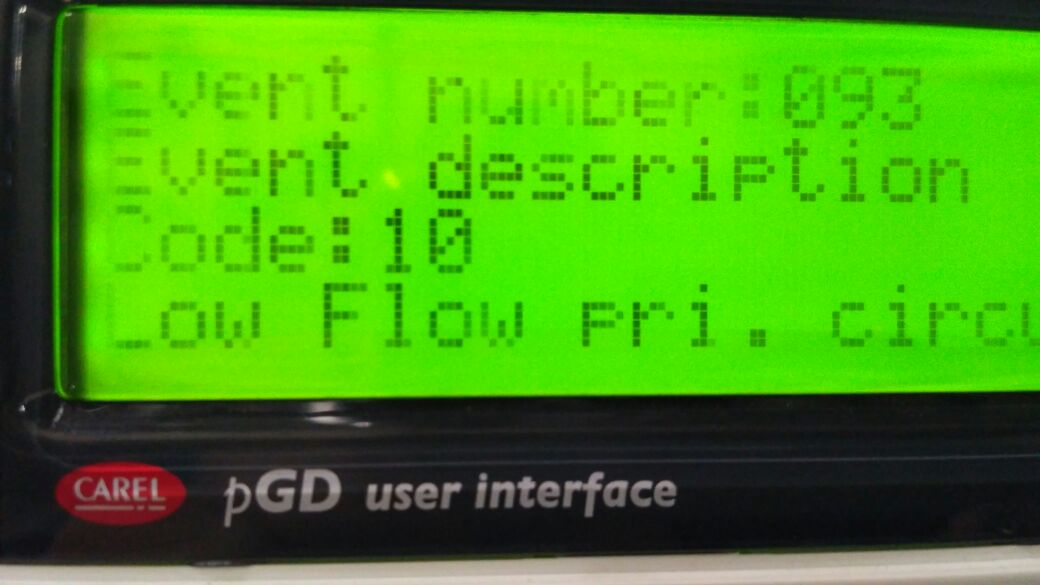 Event number:093
Event description
Code:10
Low Flow pri. circu
CAREL
pGD user interface